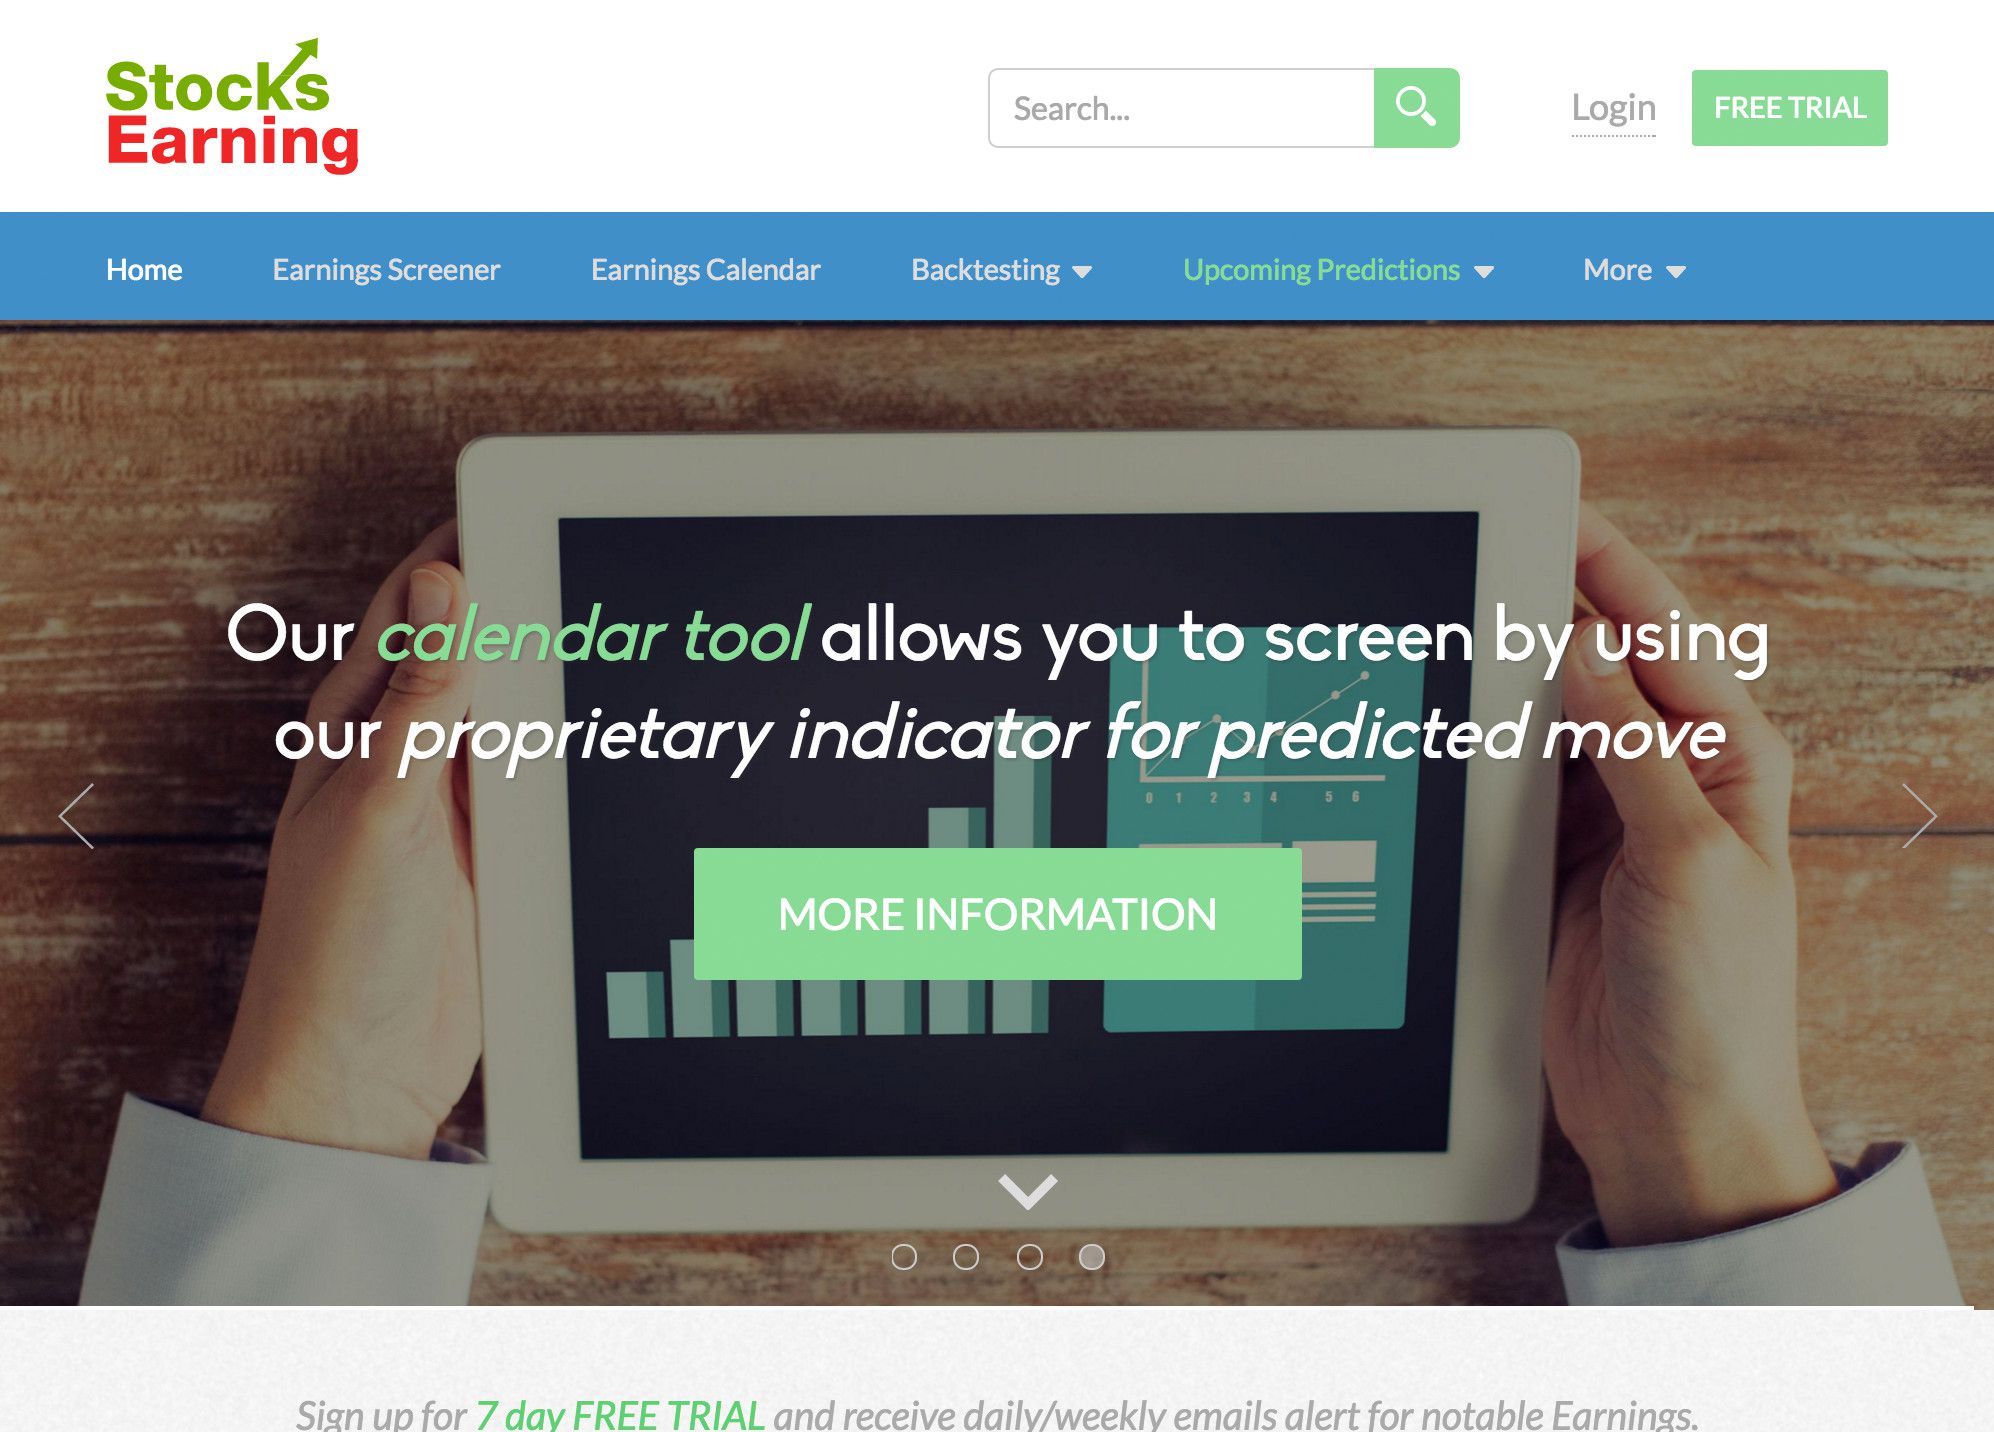 Stocks
Earning
Search...
Login
FREE TRIAL
Home
Earnings Screener
Earnings Calendar
Backtesting
Upcoming Predictions
More
Our calendar tool allows you to screen by using
our proprietary indicator for predicted move
0 1 2 3 4 5 6
MORE INFORMATION
Sign up for 7 day FREE TRIAL and receive daily/weekly emails alert for notable Earnings.